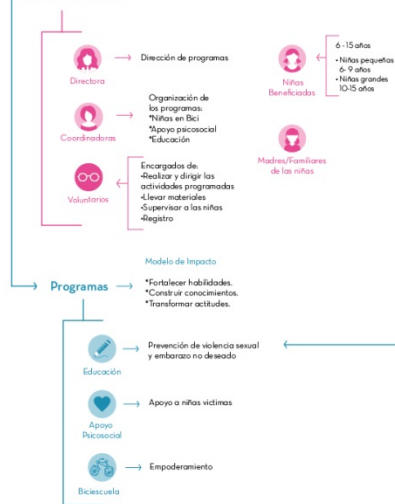 Directora
Dirección de programas
Coordinadoras
Organización de
los programas:
*Niñas en Bici
*Apoyo psicosocial
*Educación
Voluntarios
Encargados de:
•Realizar y dirigir las
actividades programadas
•Llevar materiales
•Supervisar a las niñas
•Registro
Niñas
Beneficiadas
6 - 15 años
• Niñas pequeñas
6- 9 años
• Niñas grandes
10-15 años
Madres/Familiares
de las niñas
Programas
Modelo de Impacto
*Fortalecer habilidades.
*Construir conocimientos.
*Transformar actitudes.
Educación
Prevención de violencia sexual
y embarazo no deseado
Apoyo
Psicosocial
Apoyo a niñas victimas
Biciescuela
Empoderamiento